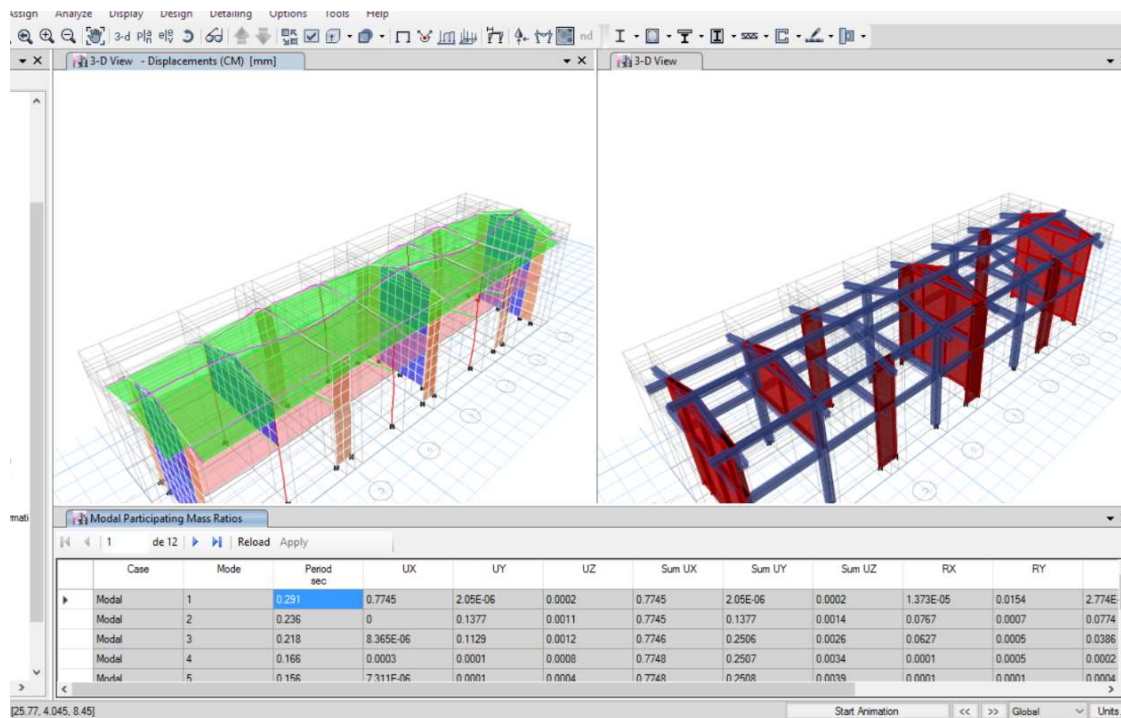 Assign Analyze Display Design Detailing Options Tools Help
3-d nd
3-D View - Displacements (CM) [mm]
3-D View
mati
Modal Participating Mass Ratios
1 de 12 Reload Apply
Case Mode Period sec UX UY UZ Sum UX Sum UY Sum UZ RX RY
Modal 1 0.291 0.7745 2.05E-06 0.0002 0.7745 2.05E-06 0.0002 1.373E-05 0.0154 2.774E-
Modal 2 0.236 0 0.1377 0.0011 0.7745 0.1377 0.0014 0.0767 0.0007 0.0774
Modal 3 0.218 8.365E-06 0.1129 0.0012 0.7746 0.2506 0.0026 0.0627 0.0005 0.0386
Modal 4 0.166 0.0003 0.0001 0.0008 0.7748 0.2507 0.0034 0.0001 0.0005 0.0002
Modal 5 0.156 7.311E-06 0.0001 0.0004 0.7748 0.2508 0.0039 0.0001 0.0001 0.0004
[25.77, 4.045, 8.45] Start Animation << >> Global Units